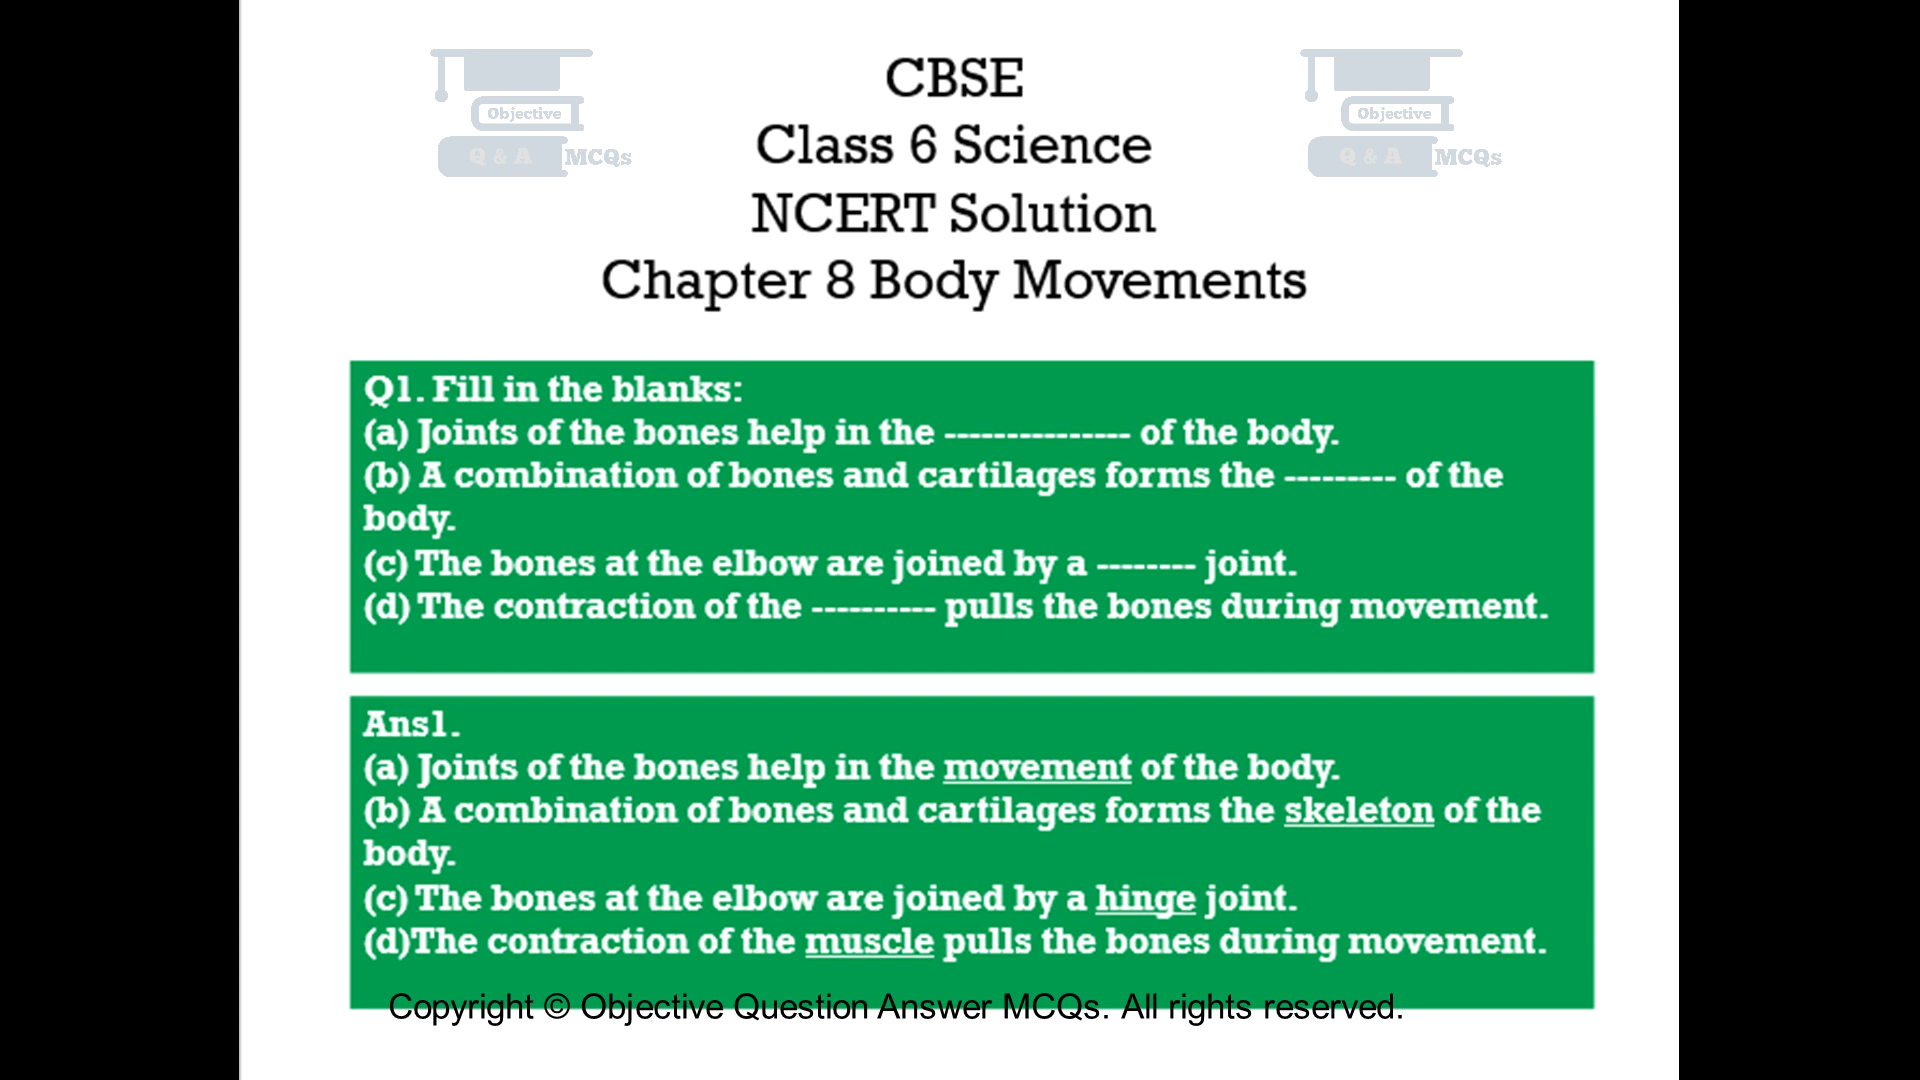 Objective
Q & A MCQs
Objective
Q & A MCQs
CBSE
Class 6 Science
NCERT Solution
Chapter 8 Body Movements
Q1. Fill in the blanks:
(a) Joints of the bones help in the --------------- of the body.
(b) A combination of bones and cartilages forms the --------- of the
body.
(c) The bones at the elbow are joined by a -------- joint.
(d) The contraction of the ---------- pulls the bones during movement.
Ans1.
(a) Joints of the bones help in the movement of the body.
(b) A combination of bones and cartilages forms the skeleton of the
body.
(c) The bones at the elbow are joined by a hinge joint.
(d)The contraction of the muscle pulls the bones during movement.
Copyright © Objective Question Answer MCQs. All rights reserved.